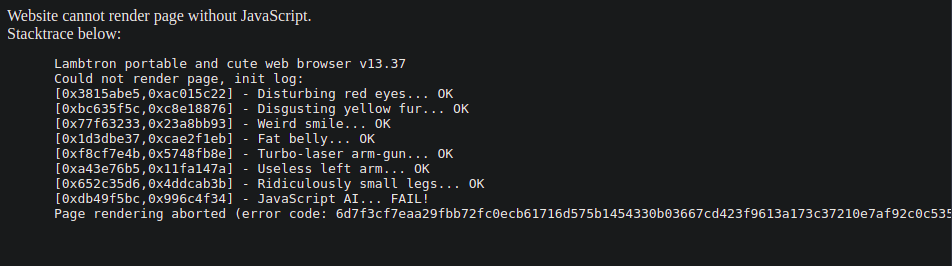 Website cannot render page without JavaScript.
Stacktrace below:
Lambtron portable and cute web browser v13.37
Could not render page, init log:
[0x3815abe5,0xac015c22] - Disturbing red eyes... OK
[0xbc635f5c,0xc8e18876] - Disgusting yellow fur... OK
[0x77f63233,0x23a8bb93] - Weird smile... OK
[0x1d3dbe37,0xcae2f1eb] - Fat belly... OK
[0xf8cf7e4b,0x5748fb8e] - Turbo-laser arm-gun... OK
[0xa43e76b5,0x11fa147a] - Useless left arm... OK
[0x652c35d6,0x4ddcab3b] - Ridiculously small legs... OK
[0xdb49f5bc,0x996c4f34] - JavaScript AI... FAIL!
Page rendering aborted (error code: 6d7f3cf7eaa29fbb72fc0ecb61716d575b1454330b03667cd423f9613a173c37210e7af92c0c535